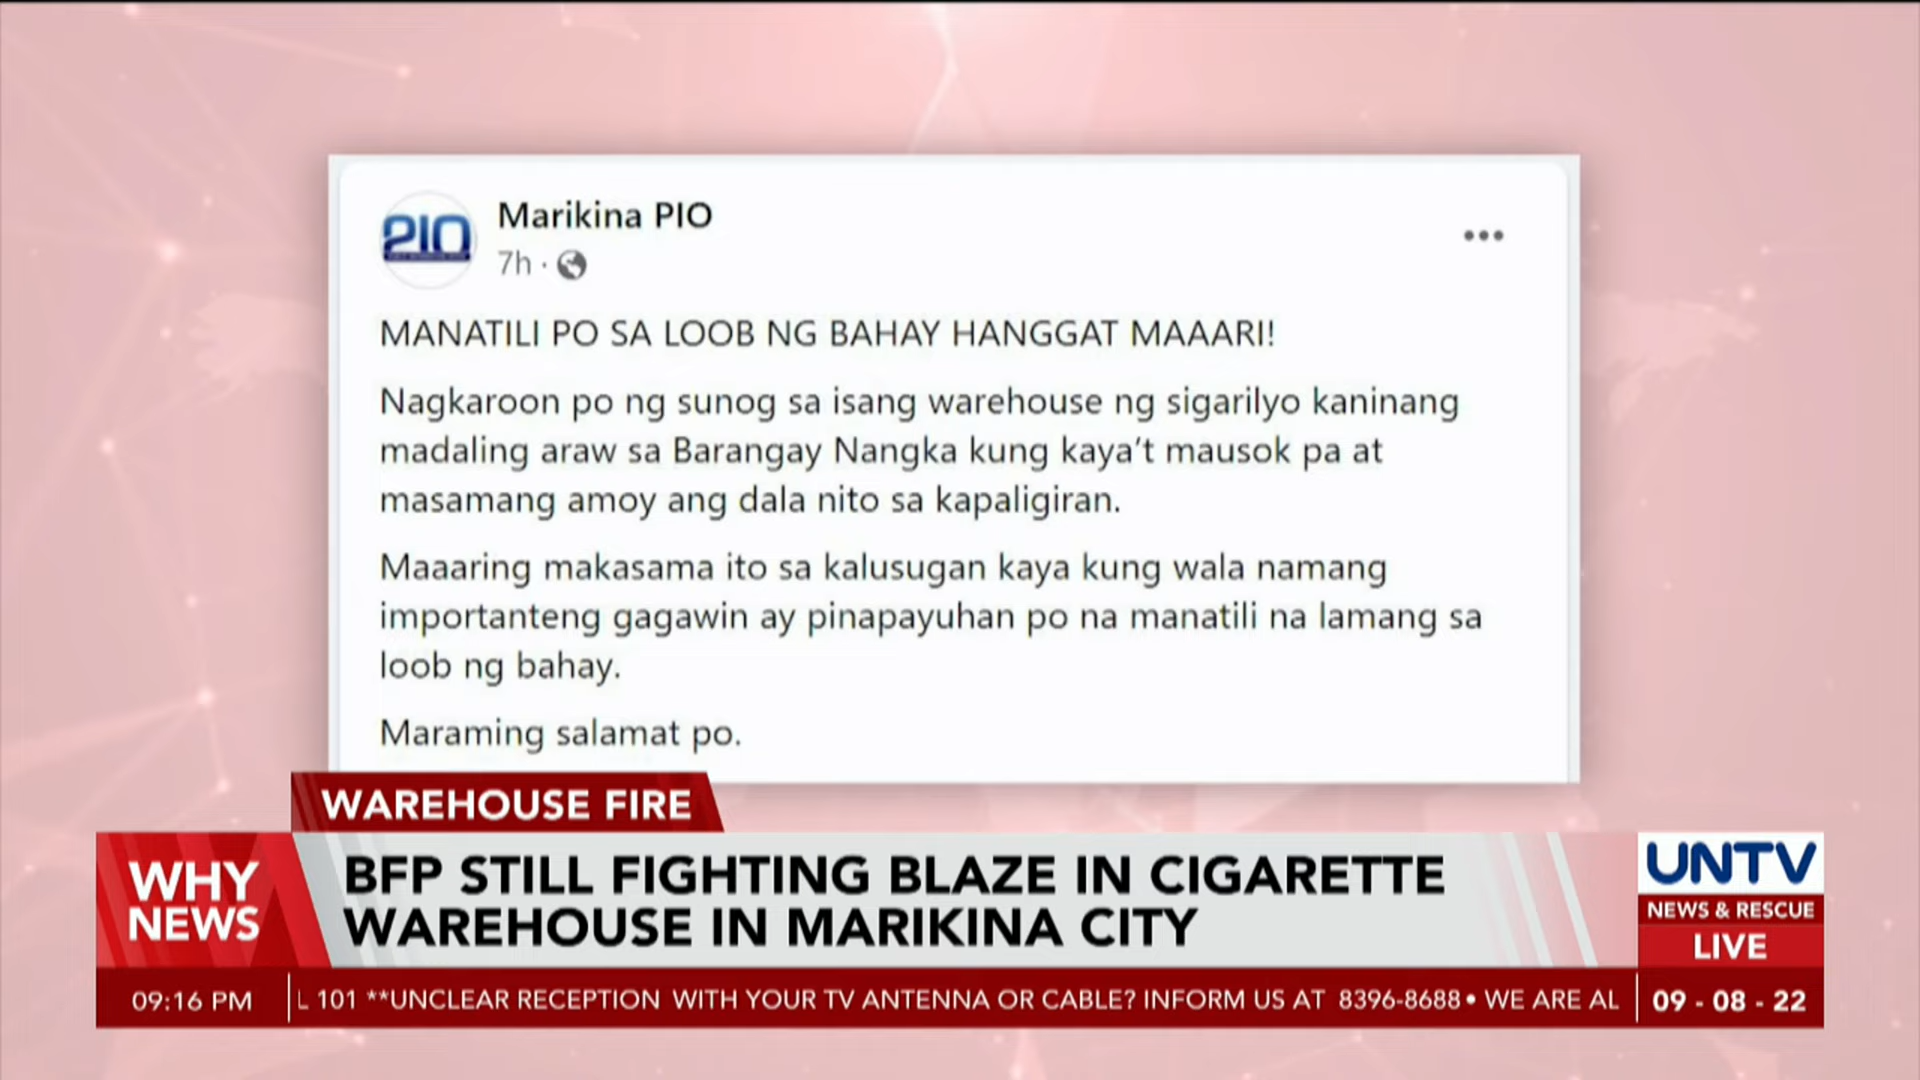 PIO
Marikina PIO
7h ·
MANATILI PO SA LOOB NG BAHAY HANGGAT MAAARI!
Nagkaroon po ng sunog sa isang warehouse ng sigarilyo kaninang
madaling araw sa Barangay Nangka kung kaya't mausok pa at
masamang amoy ang dala nito sa kapaligiran.
Maaaring makasama ito sa kalusugan kaya kung wala namang
importanteng gagawin ay pinapayuhan po na manatili na lamang sa
loob ng bahay.
Maraming salamat po.
WAREHOUSE FIRE
WHY
NEWS
BFP STILL FIGHTING BLAZE IN CIGARETTE
WAREHOUSE IN MARIKINA CITY
UNTV
NEWS & RESCUE
LIVE
09:16 PM
L 101 **UNCLEAR RECEPTION WITH YOUR TV ANTENNA OR CABLE? INFORM US AT 8396-8688 • WE ARE AL
09 - 08 - 22